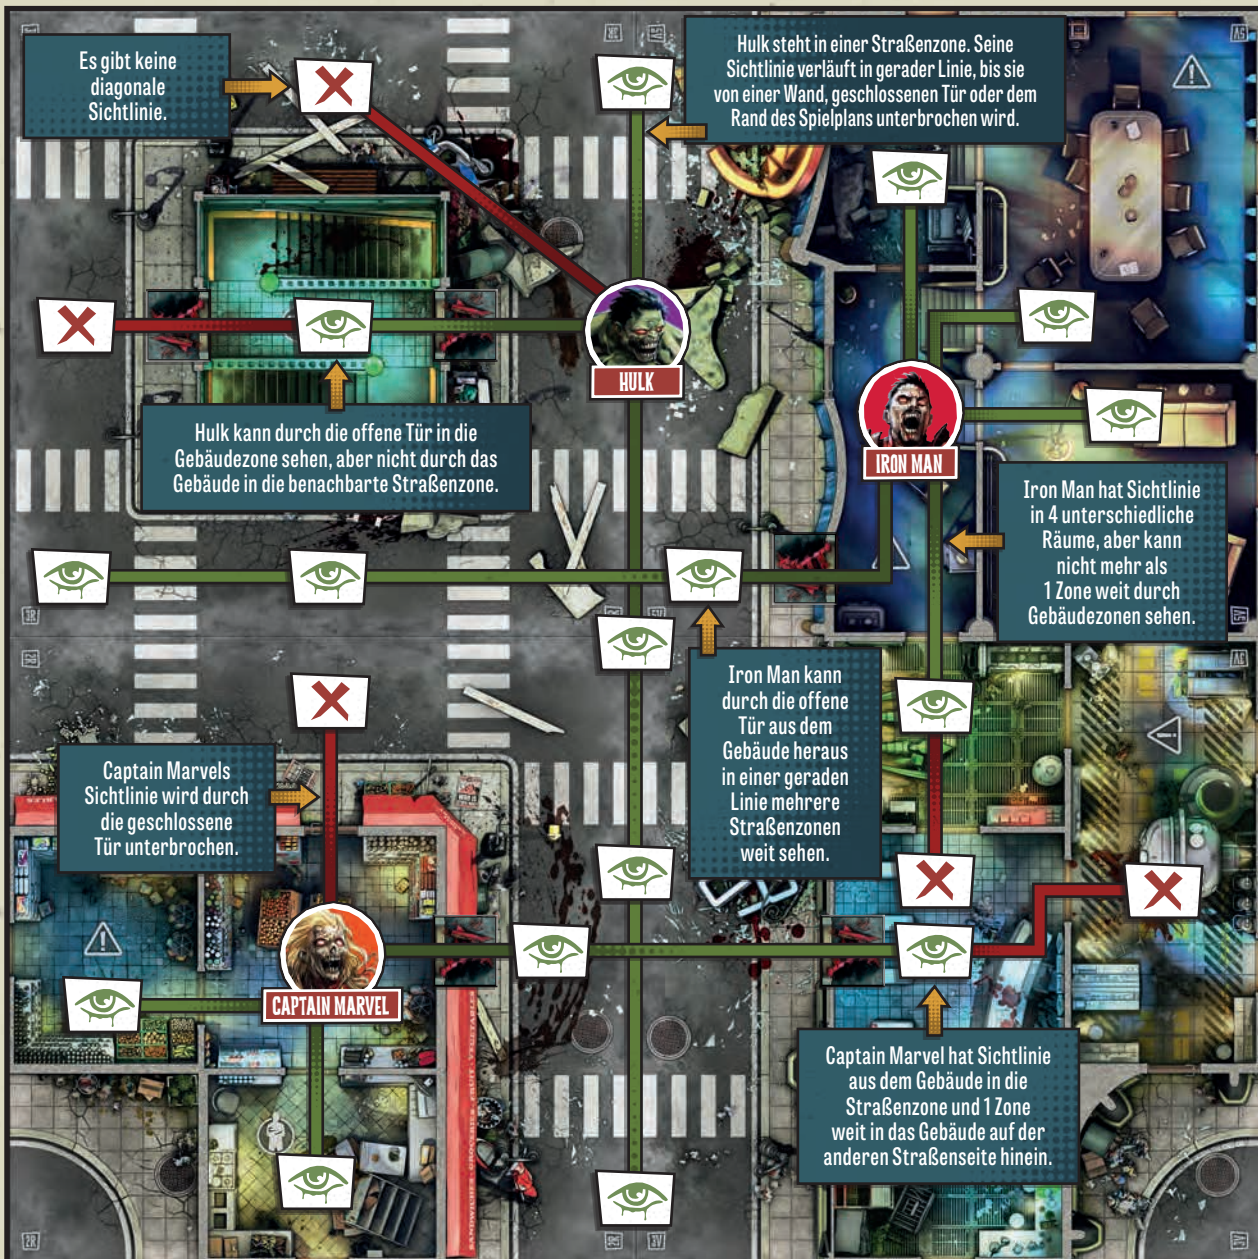 Es gibt keine
diagonale
Sichtlinie.
Hulk steht in einer Straßenzone. Seine
Sichtlinie verläuft in gerader Linie, bis sie
von einer Wand, geschlossenen Tür oder dem
Rand des Spielplans unterbrochen wird.
HULK
Hulk kann durch die offene Tür in die
Gebäudezone sehen, aber nicht durch das
Gebäude in die benachbarte Straßenzone.
IRON MAN
Iron Man hat Sichtlinie
in 4 unterschiedliche
Räume, aber kann
nicht mehr als
1 Zone weit durch
Gebäudezonen sehen.
Iron Man kann
durch die offene
Tür aus dem
Gebäude heraus
in einer geraden
Linie mehrere
Straßenzonen
weit sehen.
Captain Marvels
Sichtlinie wird durch
die geschlossene
Tür unterbrochen.
CAPTAIN MARVEL
SANDWICHES - GROCERIES - FRUIT - VEGETABLES
Captain Marvel hat Sichtlinie
aus dem Gebäude in die
Straßenzone und 1 Zone
weit in das Gebäude auf der
anderen Straßenseite hinein.